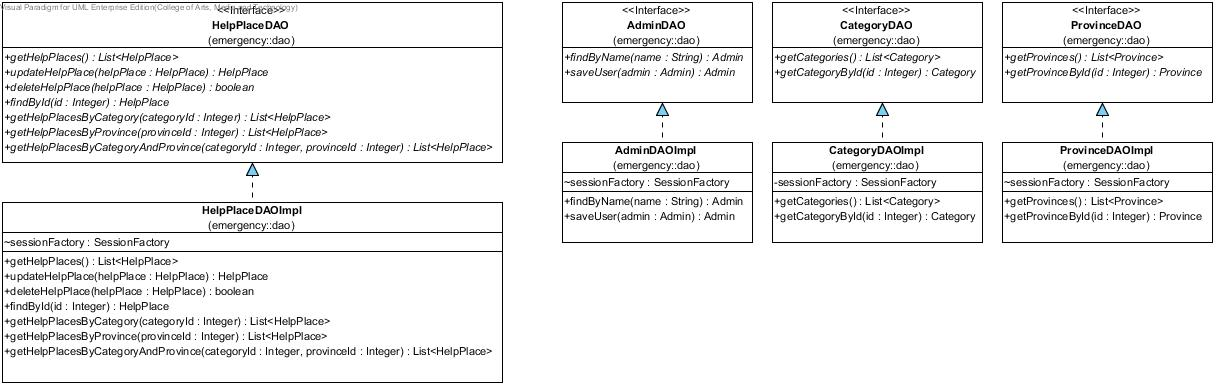 Visual Paradigm for UML Enterprise Edition(College of Arts, Media and Technology)
<<Interface>>
HelpPlaceDAO
(emergency::dao)
+getHelpPlaces() : List<HelpPlace>
+updateHelpPlace(helpPlace : HelpPlace) : HelpPlace
+deleteHelpPlace(helpPlace : HelpPlace) : boolean
+findById(id : Integer) : HelpPlace
+getHelpPlacesByCategory(categoryId : Integer) : List<HelpPlace>
+getHelpPlacesByProvince(provinceId : Integer) : List<HelpPlace>
+getHelpPlacesByCategoryAndProvince(categoryId : Integer, provinceId : Integer) : List<HelpPlace>
HelpPlaceDAOImpl
(emergency::dao)
~sessionFactory : SessionFactory
+getHelpPlaces() : List<HelpPlace>
+updateHelpPlace(helpPlace : HelpPlace) : HelpPlace
+deleteHelpPlace(helpPlace : HelpPlace) : boolean
+findById(id : Integer) : HelpPlace
+getHelpPlacesByCategory(categoryId : Integer) : List<HelpPlace>
+getHelpPlacesByProvince(provinceId : Integer) : List<HelpPlace>
+getHelpPlacesByCategoryAndProvince(categoryId : Integer, provinceId : Integer) : List<HelpPlace>
<<Interface>>
AdminDAO
(emergency::dao)
+findByName(name : String) : Admin
+saveUser(admin : Admin) : Admin
AdminDAOImpl
(emergency::dao)
~sessionFactory : SessionFactory
+findByName(name : String) : Admin
+saveUser(admin : Admin) : Admin
<<Interface>>
CategoryDAO
(emergency::dao)
+getCategories() : List<Category>
+getCategoryById(id : Integer) : Category
CategoryDAOImpl
(emergency::dao)
-sessionFactory : SessionFactory
+getCategories() : List<Category>
+getCategoryById(id : Integer) : Category
<<Interface>>
ProvinceDAO
(emergency::dao)
+getProvinces() : List<Province>
+getProvinceById(id : Integer) : Province
ProvinceDAOImpl
(emergency::dao)
~sessionFactory : SessionFactory
+getProvinces() : List<Province>
+getProvinceById(id : Integer) : Province